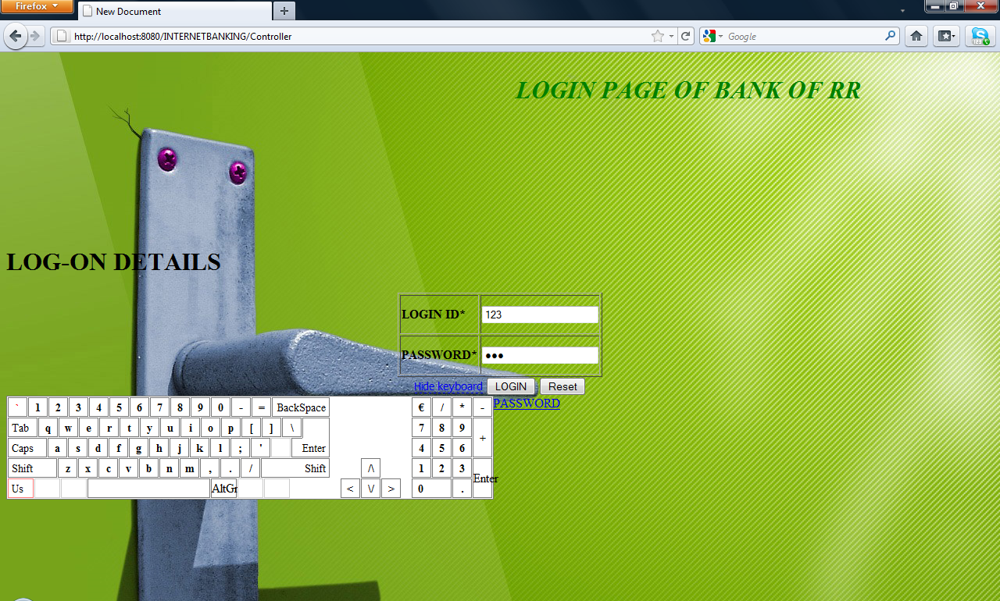 Firefox
New Document
http://localhost:8080/INTERNETBANKING/Controller
Google
LOGIN PAGE OF BANK OF RR
LOG-ON DETAILS
LOGIN ID* 123
PASSWORD* •••
Hide keyboard LOGIN Reset
PASSWORD
` 1 2 3 4 5 6 7 8 9 0 - = BackSpace € / * -
Tab q w e r t y u i o p [ ] \ 7 8 9 +
Caps a s d f g h j k l ; ' Enter 4 5 6
Shift z x c v b n m , . / Shift /\ 1 2 3 Enter
Us AltGr < \/ > 0 .